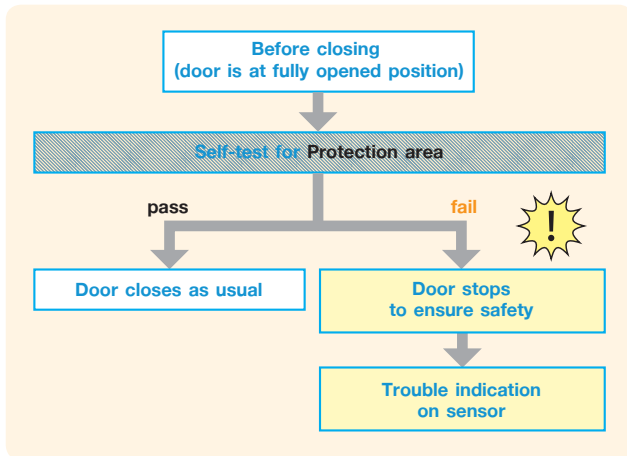 Before closing
(door is at fully opened position)
Self-test for Protection area
pass
fail
!
Door closes as usual
Door stops
to ensure safety
Trouble indication
on sensor